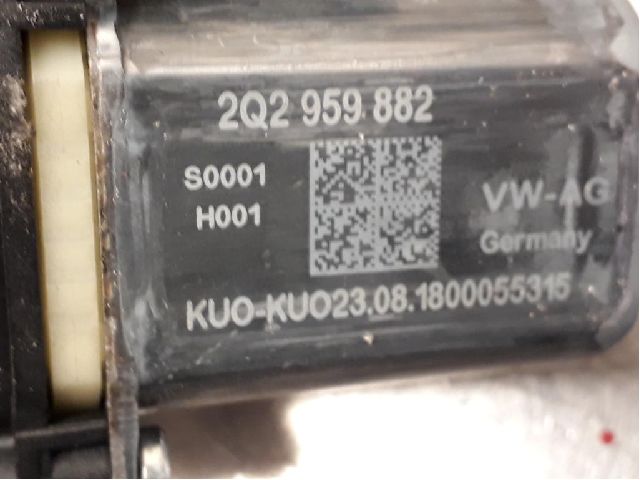 2Q2 959 882
S0001
H001
VW-AG
Germany
KUO-KUO23.08.1800055315